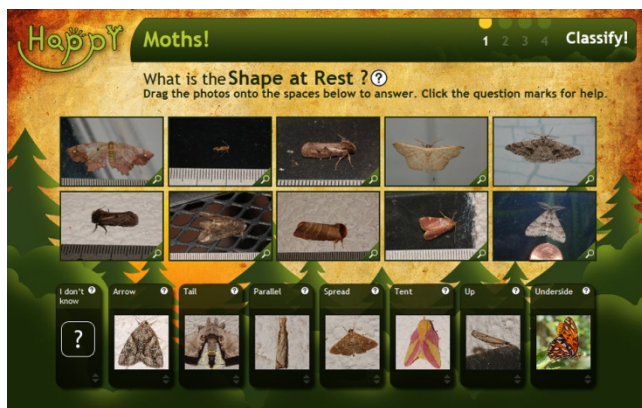 Happy
Moths!
1 2 3 4
Classify!
What is the Shape at Rest ? ?
Drag the photos onto the spaces below to answer. Click the question marks for help.
I don't know ?
Arrow ?
Tail ?
Parallel ?
Spread ?
Tent ?
Up ?
Underside ?
?